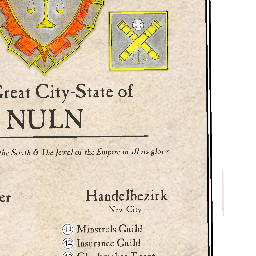 Great City-State of
NULN
the South & The Jewel of the Empire in all its glory
er
Handelbezirk
New City
11 Minstrels Guild
12 Insurance Guild